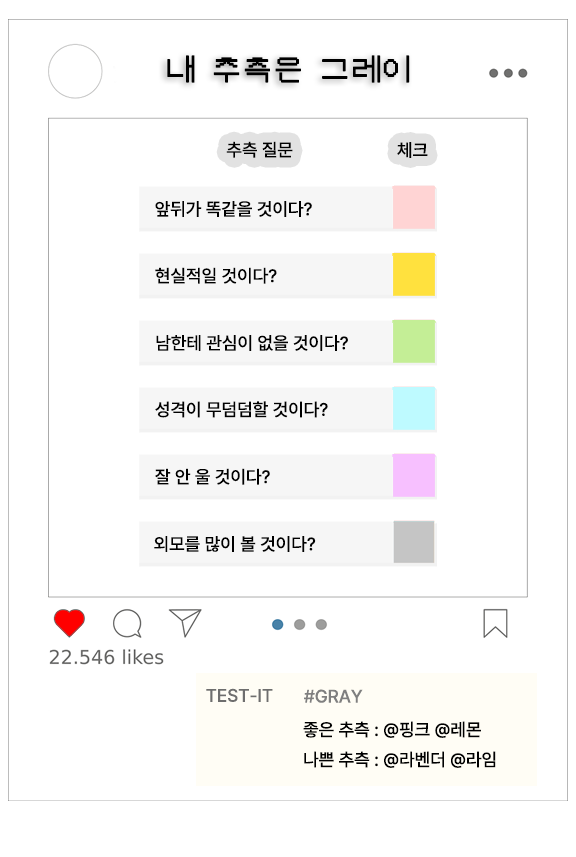 내 추측은 그레이
추측 질문 체크
앞뒤가 똑같을 것이다?
현실적일 것이다?
남한테 관심이 없을 것이다?
성격이 무덤덤할 것이다?
잘 안 울 것이다?
외모를 많이 볼 것이다?
22.546 likes
TEST-IT #GRAY
좋은 추측 : @핑크 @레몬
나쁜 추측 : @라벤더 @라임